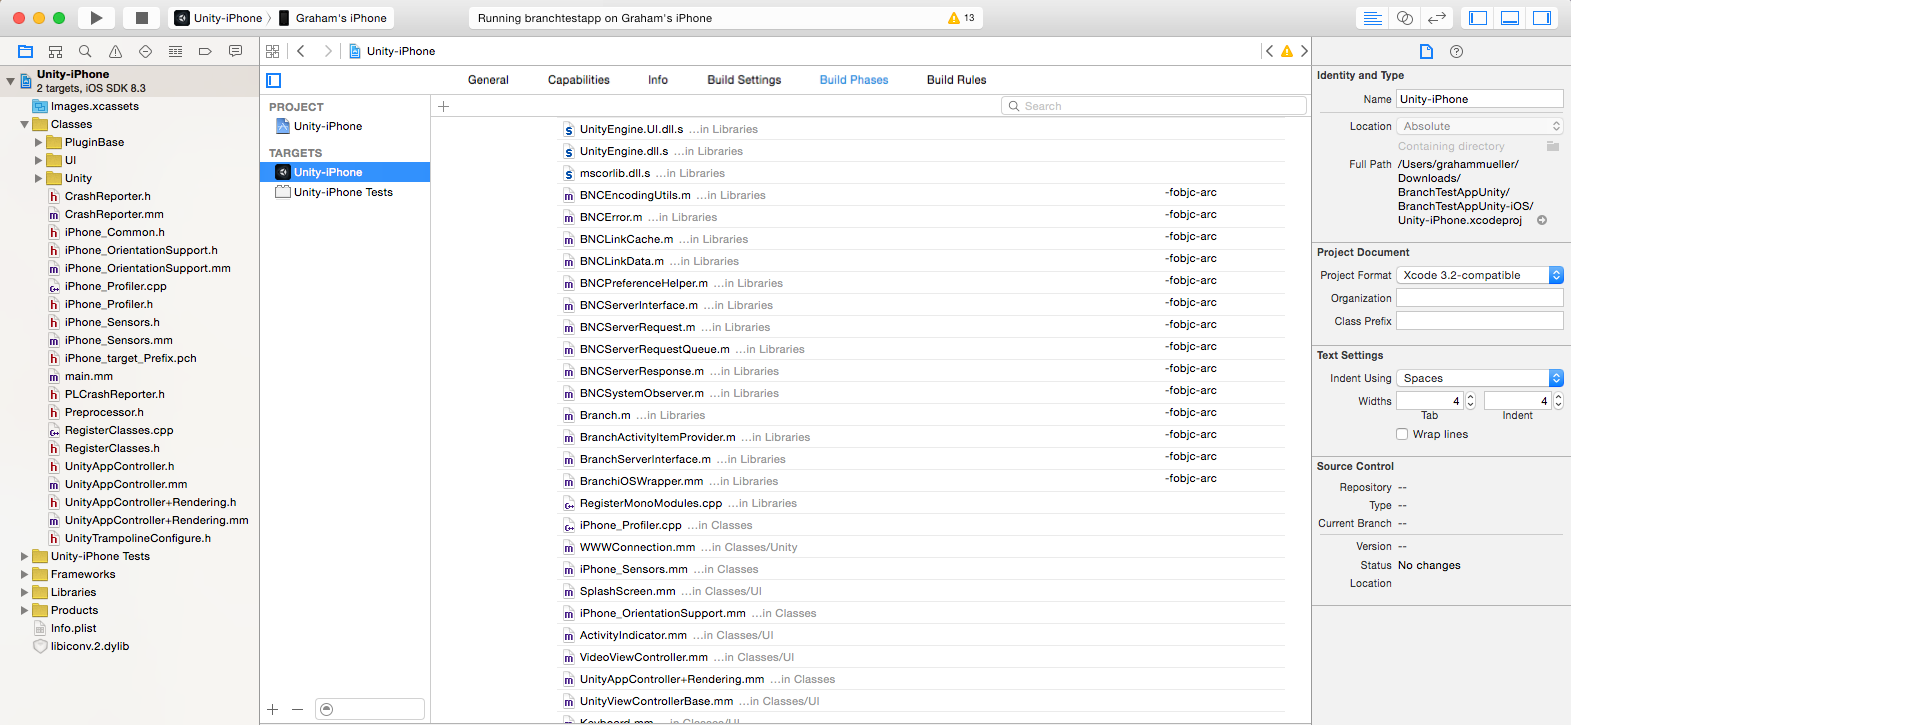 Unity-iPhone 〉 Graham's iPhone
Running branchtestapp on Graham's iPhone
13
Unity-iPhone
2 targets, iOS SDK 8.3
Images.xcassets
Classes
PluginBase
UI
Unity
CrashReporter.h
CrashReporter.mm
iPhone_Common.h
iPhone_OrientationSupport.h
iPhone_OrientationSupport.mm
iPhone_Profiler.cpp
iPhone_Profiler.h
iPhone_Sensors.h
iPhone_Sensors.mm
iPhone_target_Prefix.pch
main.mm
PLCrashReporter.h
Preprocessor.h
RegisterClasses.cpp
RegisterClasses.h
UnityAppController.h
UnityAppController.mm
UnityAppController+Rendering.h
UnityAppController+Rendering.mm
UnityTrampolineConfigure.h
Unity-iPhone Tests
Frameworks
Libraries
Products
Info.plist
libiconv.2.dylib
Unity-iPhone
General Capabilities Info Build Settings Build Phases Build Rules
PROJECT
Unity-iPhone
TARGETS
Unity-iPhone
Unity-iPhone Tests
Search
UnityEngine.UI.dll.s ...in Libraries
UnityEngine.dll.s ...in Libraries
mscorlib.dll.s ...in Libraries
BNCEncodingUtils.m ...in Libraries -fobjc-arc
BNCError.m ...in Libraries -fobjc-arc
BNCLinkCache.m ...in Libraries -fobjc-arc
BNCLinkData.m ...in Libraries -fobjc-arc
BNCPreferenceHelper.m ...in Libraries -fobjc-arc
BNCServerInterface.m ...in Libraries -fobjc-arc
BNCServerRequest.m ...in Libraries -fobjc-arc
BNCServerRequestQueue.m ...in Libraries -fobjc-arc
BNCServerResponse.m ...in Libraries -fobjc-arc
BNCSystemObserver.m ...in Libraries -fobjc-arc
Branch.m ...in Libraries -fobjc-arc
BranchActivityItemProvider.m ...in Libraries -fobjc-arc
BranchServerInterface.m ...in Libraries -fobjc-arc
BranchiOSWrapper.mm ...in Libraries -fobjc-arc
RegisterMonoModules.cpp ...in Libraries
iPhone_Profiler.cpp ...in Classes
WWWConnection.mm ...in Classes/Unity
iPhone_Sensors.mm ...in Classes
SplashScreen.mm ...in Classes/UI
iPhone_OrientationSupport.mm ...in Classes
ActivityIndicator.mm ...in Classes/UI
VideoViewController.mm ...in Classes/UI
UnityAppController+Rendering.mm ...in Classes
UnityViewControllerBase.mm ...in Classes/UI
Keyboard.mm ...in Classes/UI
Identity and Type
Name Unity-iPhone
Location Absolute
Containing directory
Full Path /Users/grahammueller/
Downloads/
BranchTestAppUnity/
BranchTestAppUnity-iOS/
Unity-iPhone.xcodeproj
Project Document
Project Format Xcode 3.2-compatible
Organization
Class Prefix
Text Settings
Indent Using Spaces
Widths 4 4
Tab Indent
Wrap lines
Source Control
Repository --
Type --
Current Branch --
Version --
Status No changes
Location